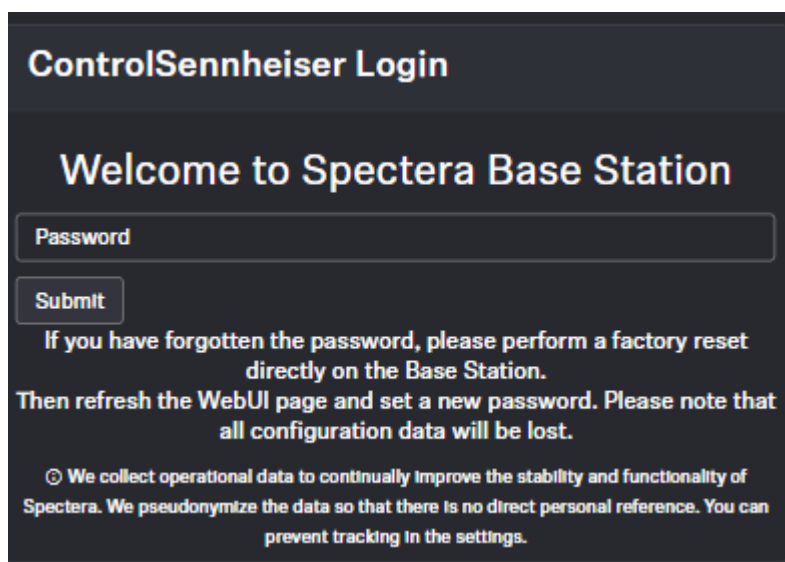 ControlSennheiser Login
Welcome to Spectera Base Station
Password
Submit
If you have forgotten the password, please perform a factory reset
directly on the Base Station.
Then refresh the WebUI page and set a new password. Please note that
all configuration data will be lost.
ⓘ We collect operational data to continually improve the stability and functionality of
Spectera. We pseudonymize the data so that there is no direct personal reference. You can
prevent tracking in the settings.